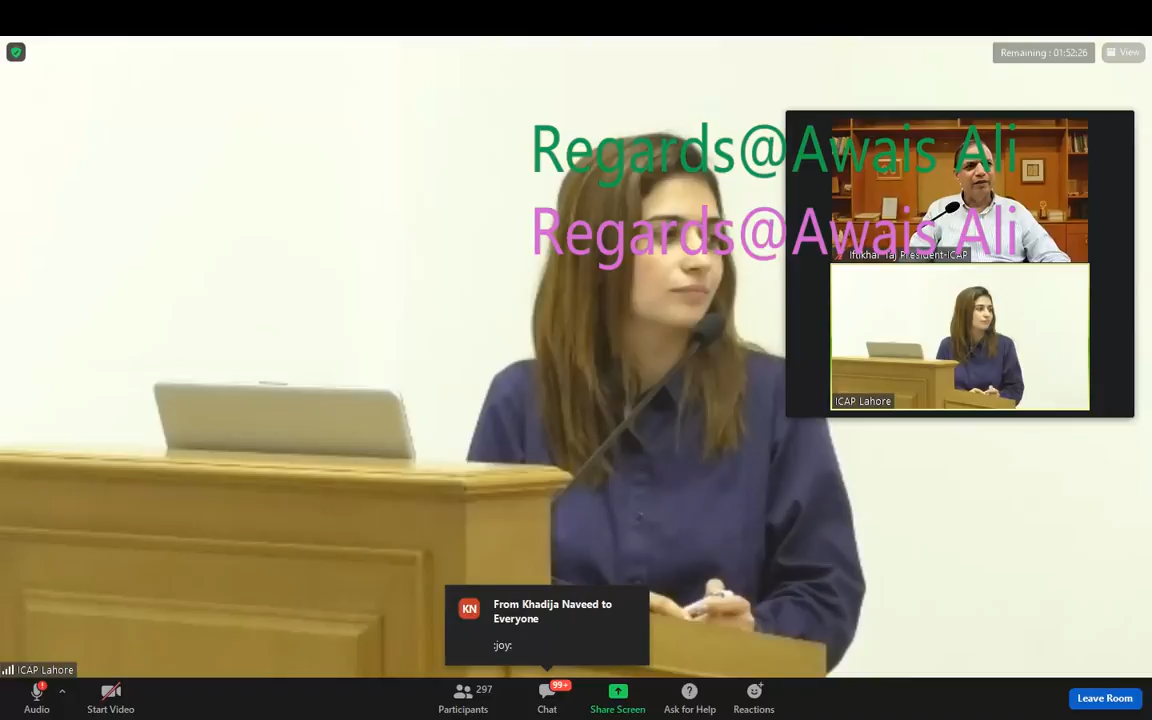 Remaining : 01:52:26
View
Regards@Awais Ali
Regards@Awais Ali
Iftikhar Taj President-ICAP
ICAP Lahore
KN
From Khadija Naveed to
Everyone
:joy:
ICAP Lahore
Audio
Start Video
297
Participants
99+
Chat
Share Screen
Ask for Help
Reactions
Leave Room